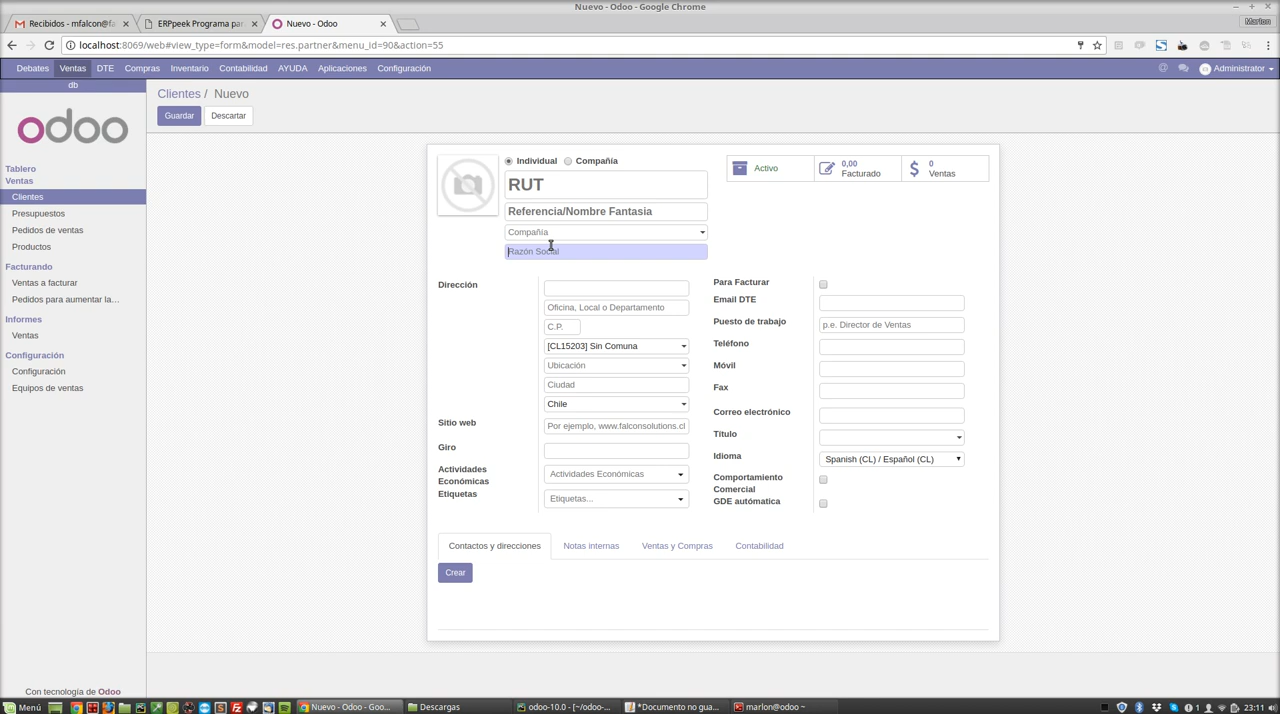 Nuevo - Odoo - Google Chrome
Recibidos - mfalcon@fa
ERPpeek Programa par
Nuevo - Odoo
Marlon
localhost:8069/web#view_type=form&model=res.partner&menu_id=90&action=55
Debates Ventas DTE Compras Inventario Contabilidad AYUDA Aplicaciones Configuración
Administrator
db
odoo
Tablero
Ventas
Clientes
Presupuestos
Pedidos de ventas
Productos
Facturando
Ventas a facturar
Pedidos para aumentar la…
Informes
Ventas
Configuración
Configuración
Equipos de ventas
Con tecnología de Odoo
Clientes / Nuevo
Guardar Descartar
Individual Compañía
RUT
Referencia/Nombre Fantasia
Compañía
Razón Social
Activo
0,00
Facturado
0
Ventas
Dirección
Oficina, Local o Departamento
C.P.
[CL15203] Sin Comuna
Ubicación
Ciudad
Chile
Sitio web
Por ejemplo, www.falconsolutions.cl
Giro
Actividades
Económicas
Actividades Económicas
Etiquetas
Etiquetas...
Para Facturar
Email DTE
Puesto de trabajo
p.e. Director de Ventas
Teléfono
Móvil
Fax
Correo electrónico
Título
Idioma
Spanish (CL) / Español (CL)
Comportamiento
Comercial
GDE autómatica
Contactos y direcciones Notas internas Ventas y Compras Contabilidad
Crear
Menú
Nuevo - Odoo - Goo...
Descargas
odoo-10.0 - [~/odoo-...
*Documento no gua...
marlon@odoo ~
1
23:11